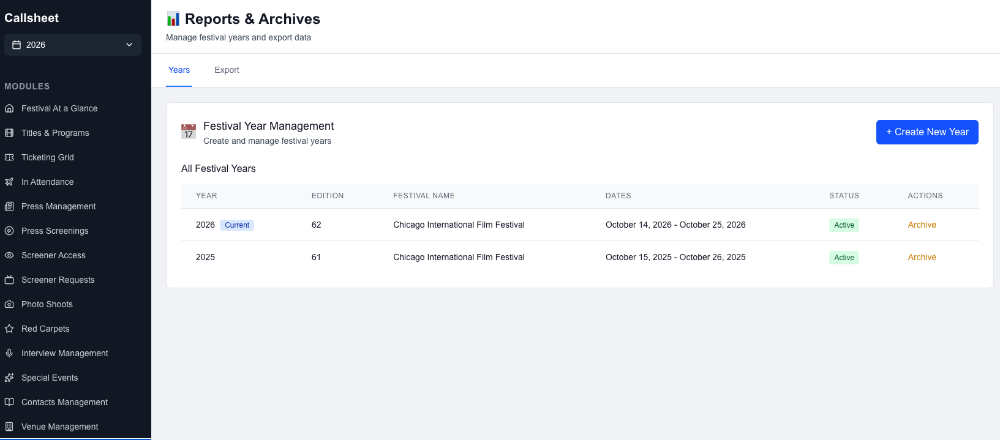 Callsheet
2026
MODULES
Festival At a Glance
Titles & Programs
Ticketing Grid
In Attendance
Press Management
Press Screenings
Screener Access
Screener Requests
Photo Shoots
Red Carpets
Interview Management
Special Events
Contacts Management
Venue Management
Reports & Archives
Manage festival years and export data
Years Export
17
Festival Year Management
Create and manage festival years
+ Create New Year
All Festival Years
YEAR EDITION FESTIVAL NAME DATES STATUS ACTIONS
2026 Current 62 Chicago International Film Festival October 14, 2026 - October 25, 2026 Active Archive
2025 61 Chicago International Film Festival October 15, 2025 - October 26, 2025 Active Archive